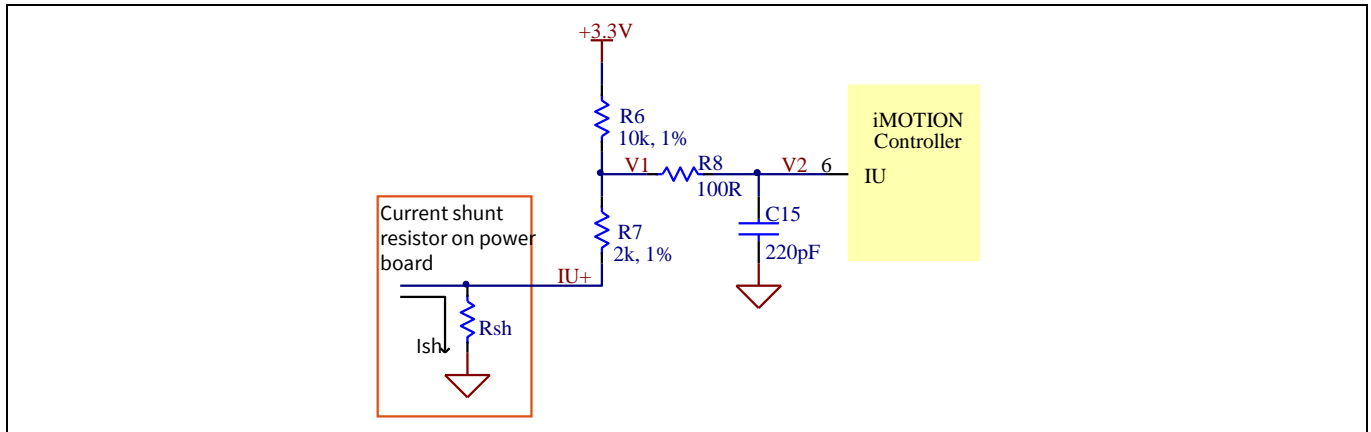 +3.3V
R6
10k, 1%
V1
R8
100R
V2
6
IU
iMOTION
Controller
C15
220pF
R7
2k, 1%
IU+
Current shunt
resistor on power
board
Rsh
Ish